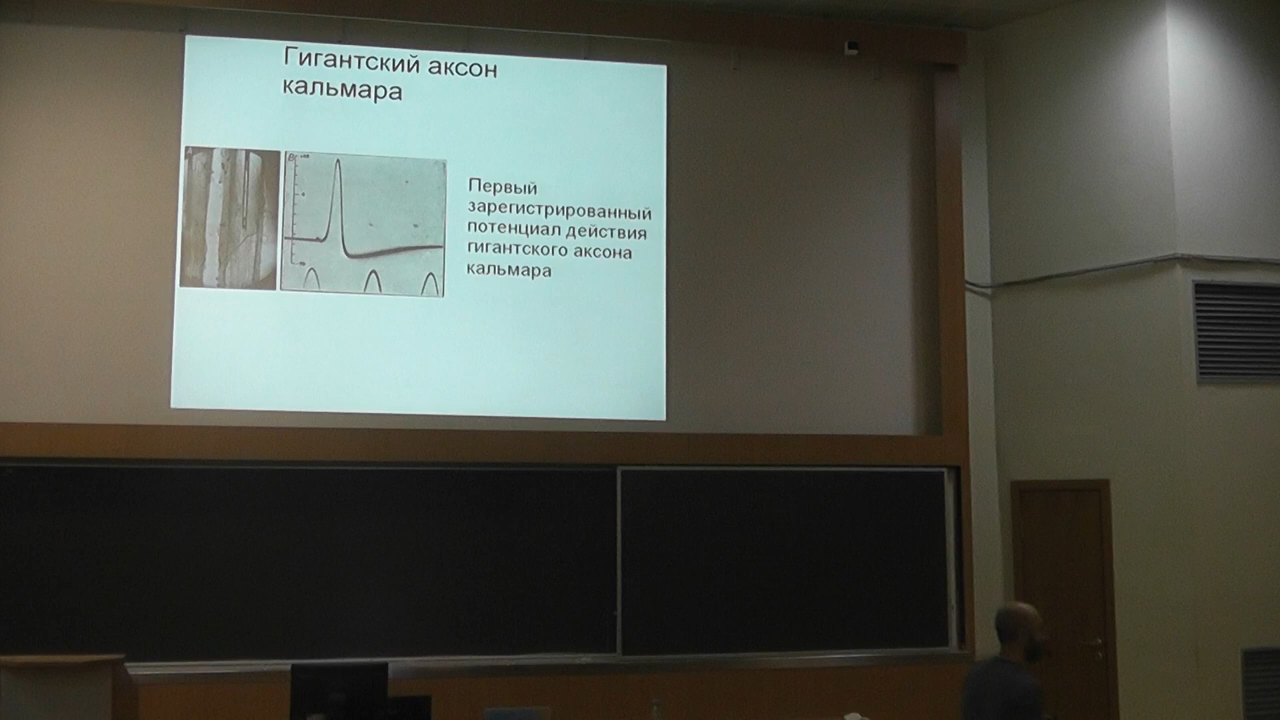 Гигантский аксон
кальмара
Первый
зарегистрированный
потенциал действия
гигантского аксона
кальмара